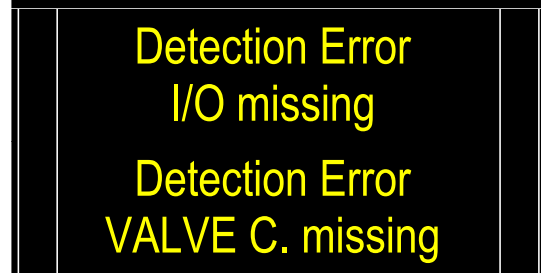 Detection Error
I/O missing
Detection Error
VALVE C. missing